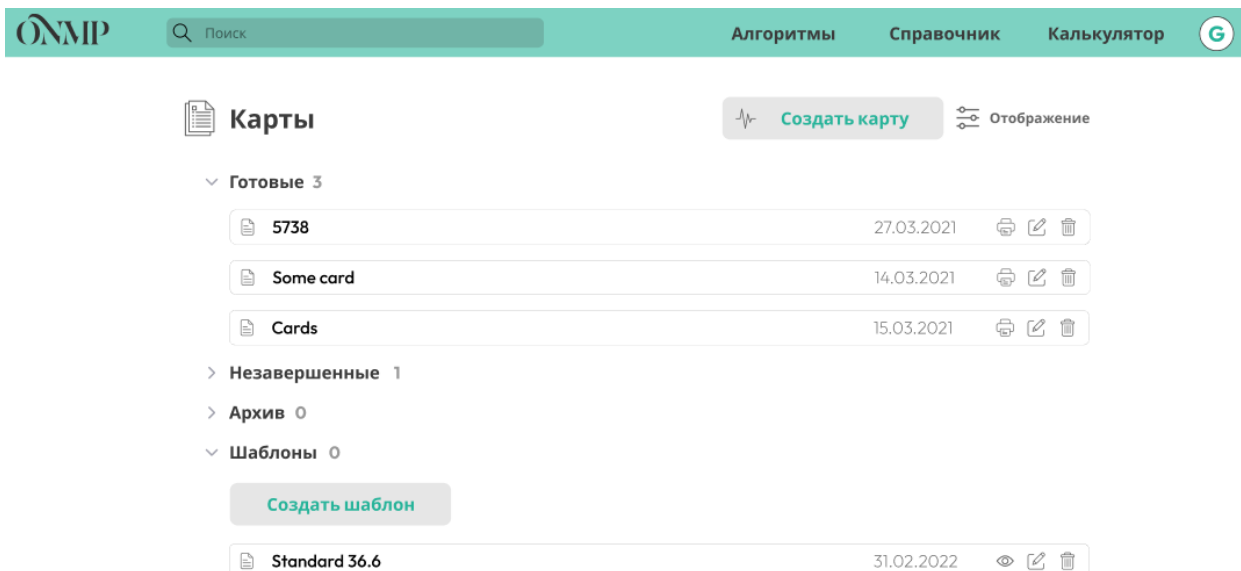 ONMP Поиск Алгоритмы Справочник Калькулятор G
Карты Создать карту Отображение
Готовые 3
5738 27.03.2021
Some card 14.03.2021
Cards 15.03.2021
Незавершенные 1
Архив 0
Шаблоны 0
Создать шаблон
Standard 36.6 31.02.2022